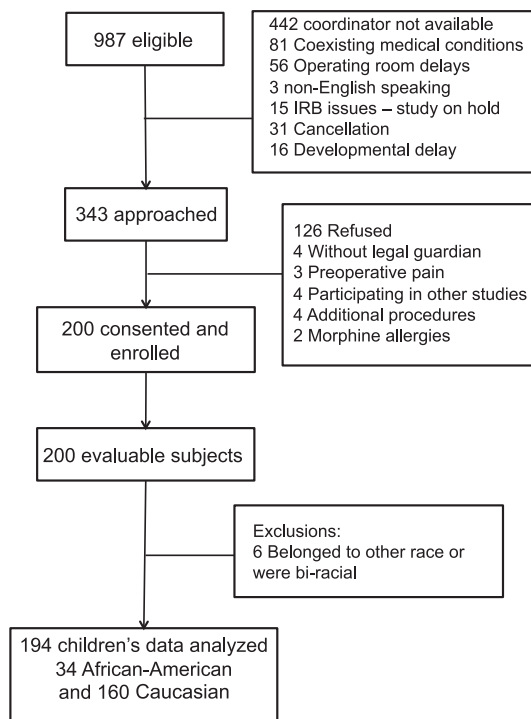 987 eligible
442 coordinator not available
81 Coexisting medical conditions
56 Operating room delays
3 non-English speaking
15 IRB issues – study on hold
31 Cancellation
16 Developmental delay
343 approached
126 Refused
4 Without legal guardian
3 Preoperative pain
4 Participating in other studies
4 Additional procedures
2 Morphine allergies
200 consented and
enrolled
200 evaluable subjects
Exclusions:
6 Belonged to other race or
were bi-racial
194 children’s data analyzed
34 African-American
and 160 Caucasian